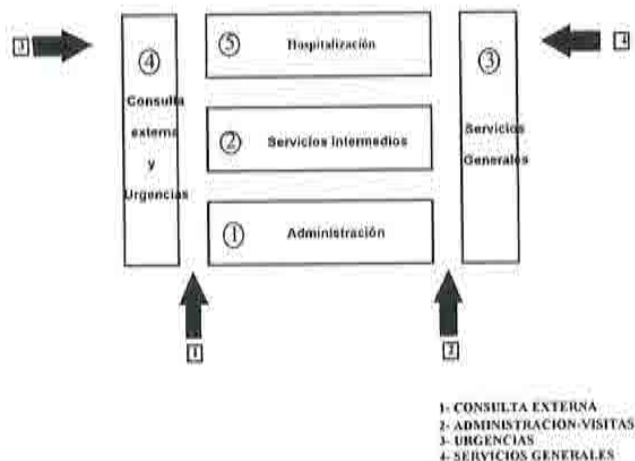 3
4
Consulta
externa
y
Urgencias
5 Hospitalización
2 Servicios Intermedios
1 Administración
3
Servicios
Generales
4
1
2
1- CONSULTA EXTERNA
2- ADMINISTRACION-VISITAS
3- URGENCIAS
4- SERVICIOS GENERALES